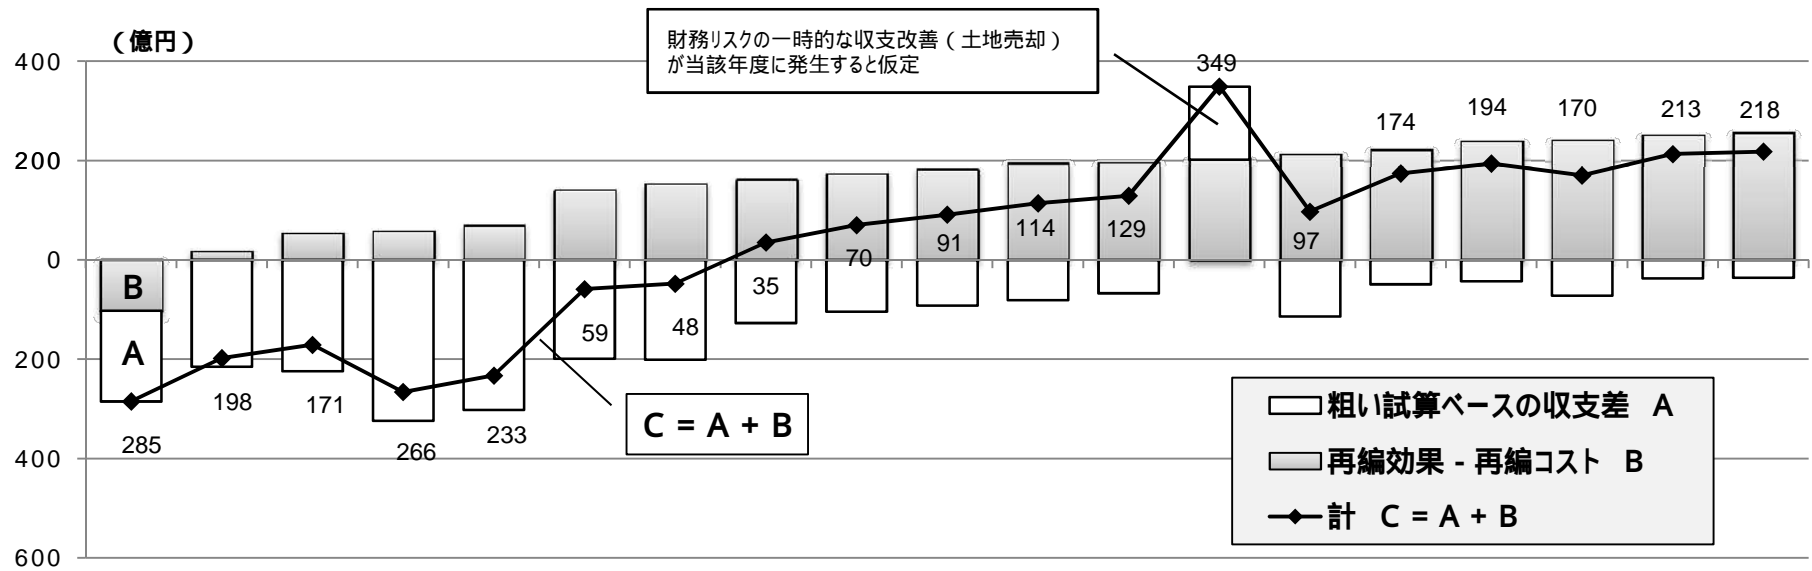 （億円）
財務リスクの一時的な収支改善（土地売却）
が当該年度に発生すると仮定
400
200
0
200
400
600
B
A
285
198
171
266
233
59
48
35
70
91
114
129
349
97
174
194
170
213
218
C = A + B
粗い試算ベースの収支差 A
再編効果 - 再編コスト B
計 C = A + B